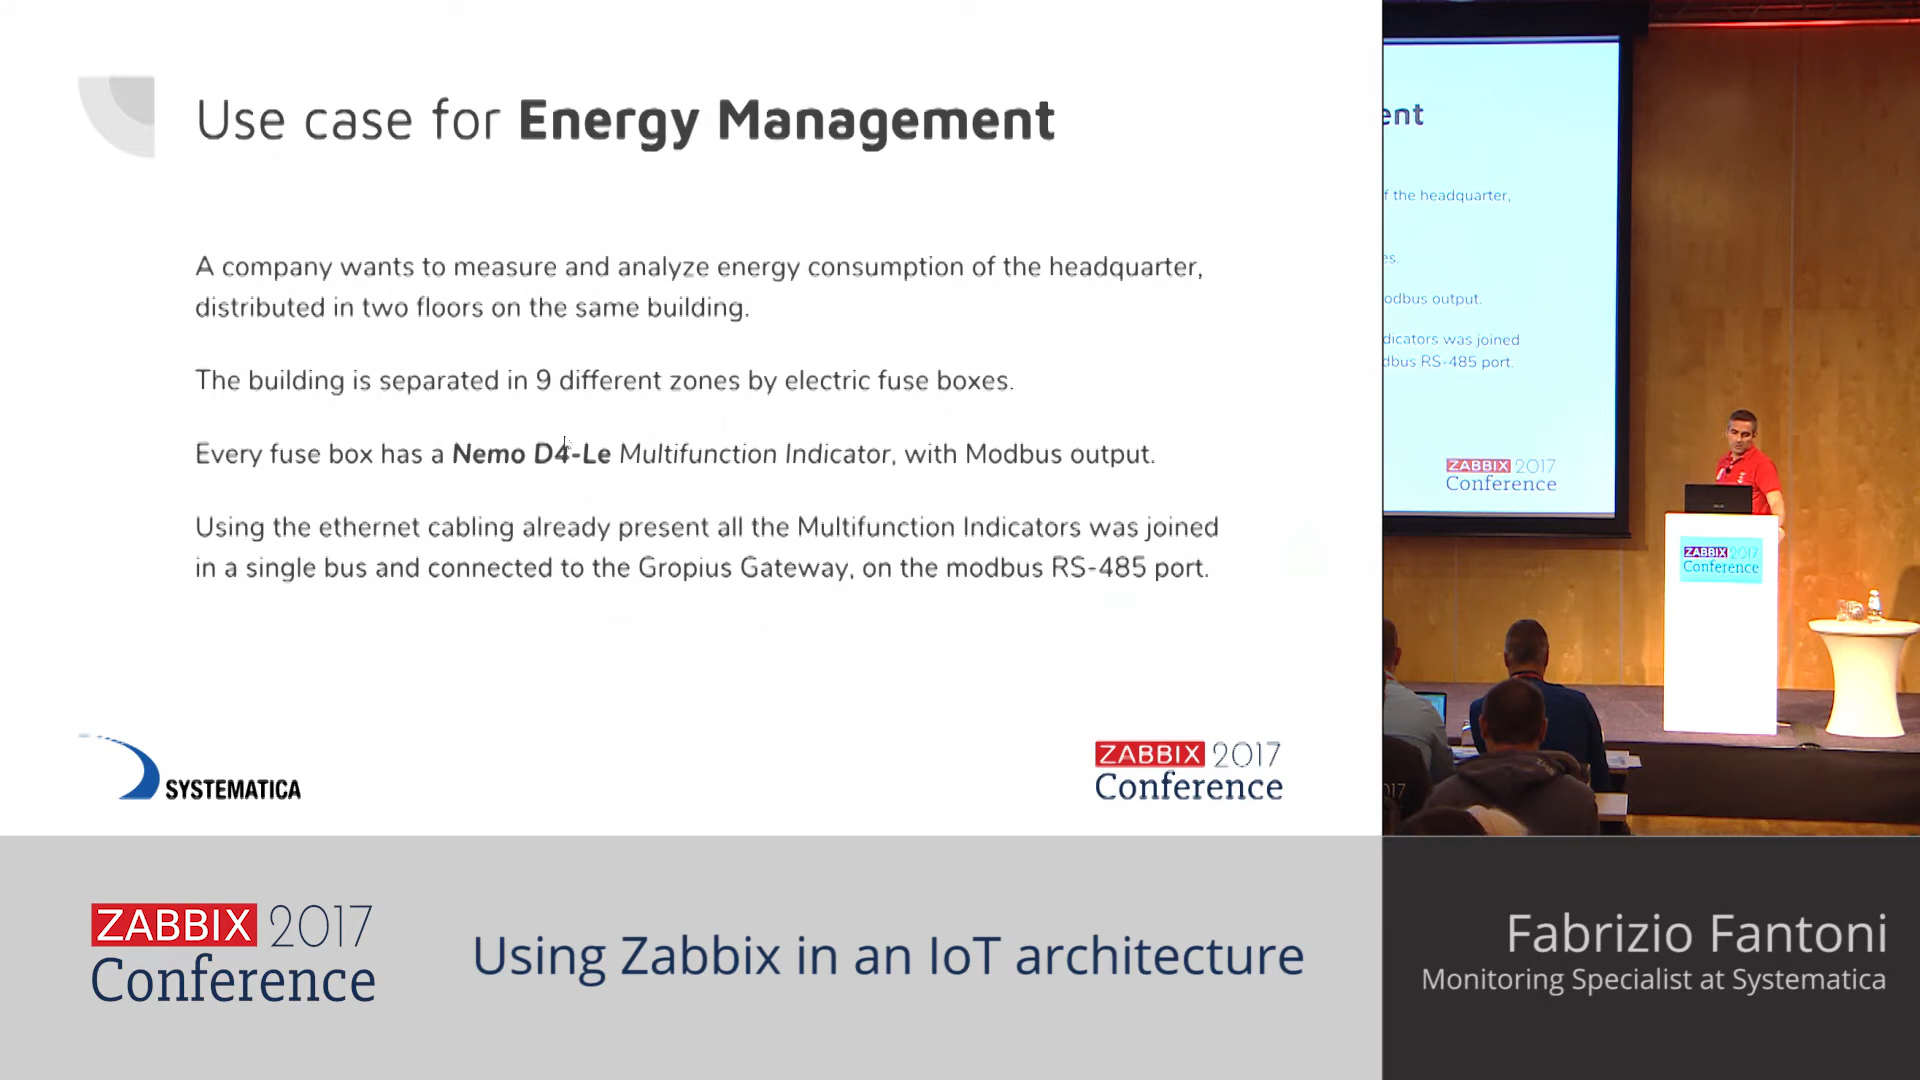 Use case for Energy Management
A company wants to measure and analyze energy consumption of the headquarter,
distributed in two floors on the same building.
The building is separated in 9 different zones by electric fuse boxes.
Every fuse box has a Nemo D4-Le Multifunction Indicator, with Modbus output.
Using the ethernet cabling already present all the Multifunction Indicators was joined
in a single bus and connected to the Gropius Gateway, on the modbus RS-485 port.
SYSTEMATICA
ZABBIX 2017
Conference
ent
f the headquarter,
es.
odbus output.
dicators was joined
dbus RS-485 port.
ZABBIX 2017
Conference
ZABBIX 2017
Conference
ZABBIX 2017
Conference
Using Zabbix in an IoT architecture
Fabrizio Fantoni
Monitoring Specialist at Systematica